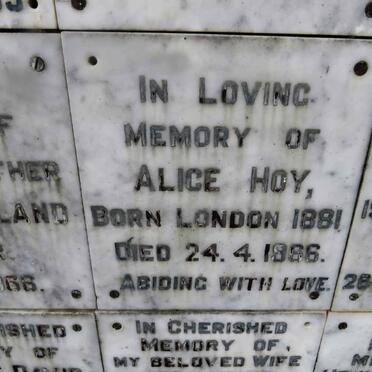 IN LOVING
MEMORY OF
ALICE HOY,
BORN LONDON 1881
DIED 24.4.1966.
ABIDING WITH LOVE.
IN CHERISHED
MEMORY OF,
MY BELOVED WIFE